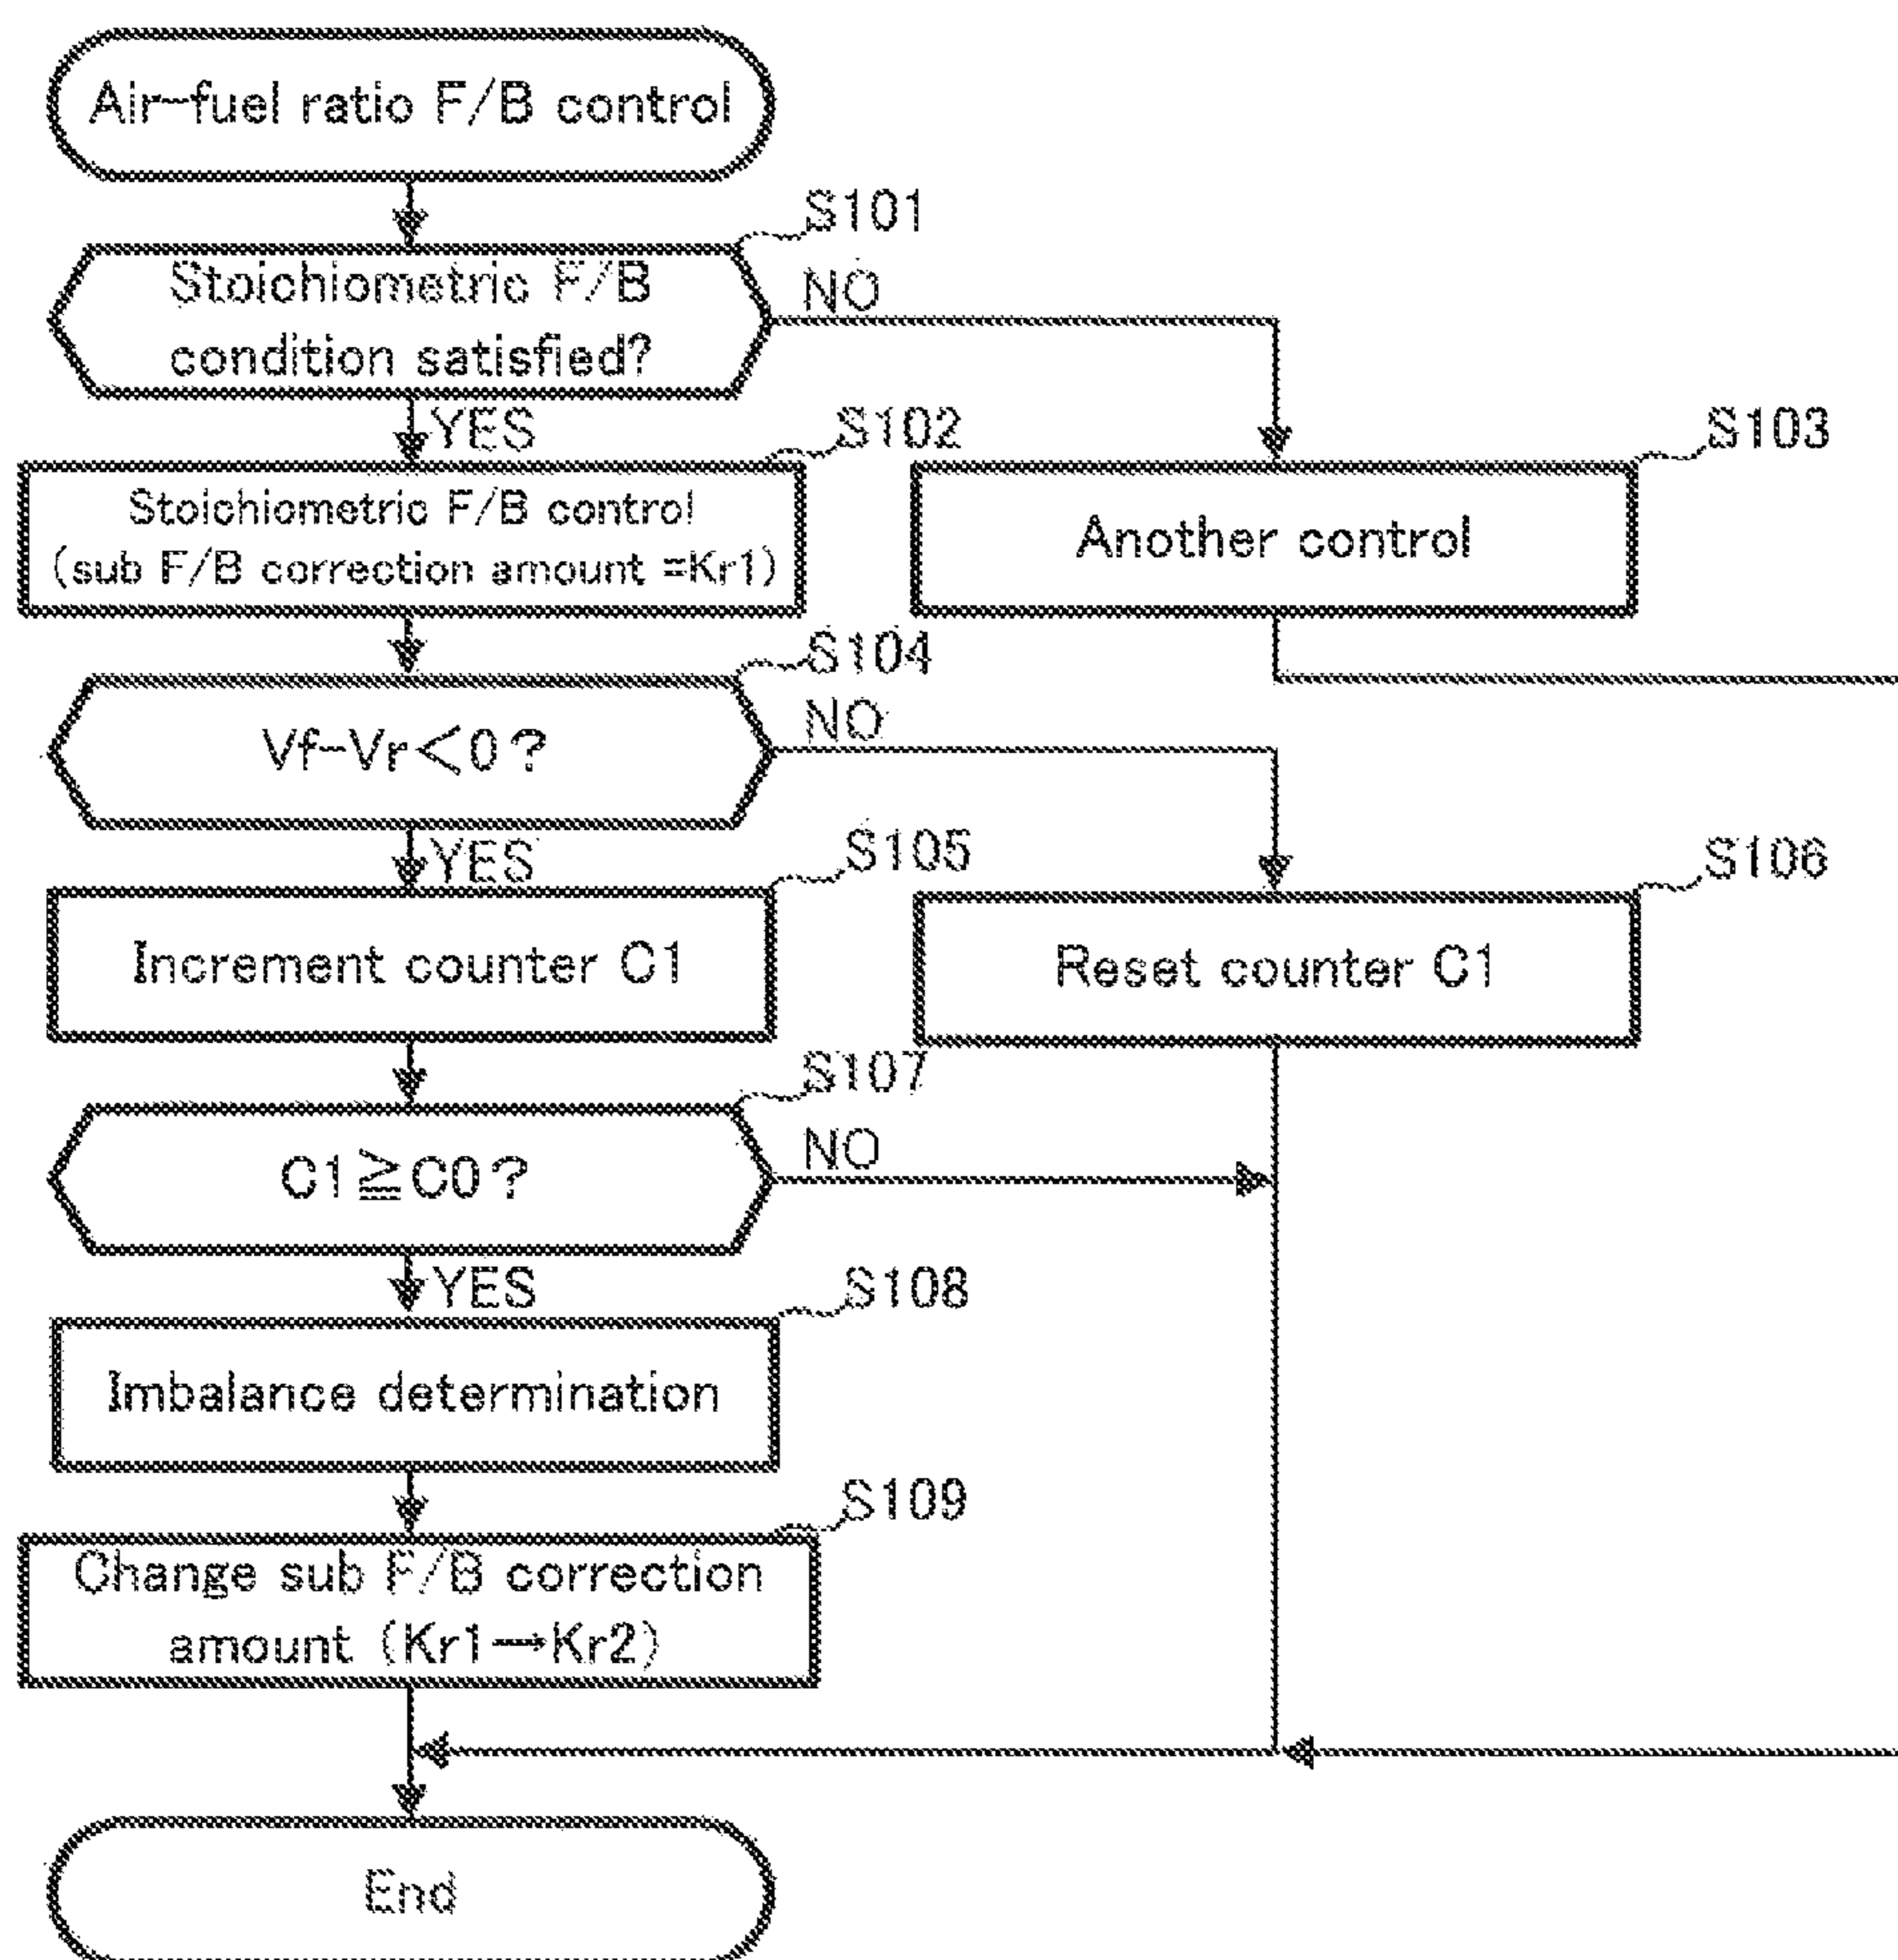 Air-fuel ratio F/B control
S101
Stoichiometric F/B
condition satisfied?
NO
YES
S102
Stoichiometric F/B control
(sub F/B correction amount =Kr1)
S103
Another control
S104
Vf-Vr<0?
NO
YES
S105
Increment counter C1
S106
Reset counter C1
S107
C1≧C0?
NO
YES
S108
Imbalance determination
S109
Change sub F/B correction
amount (Kr1→Kr2)
End